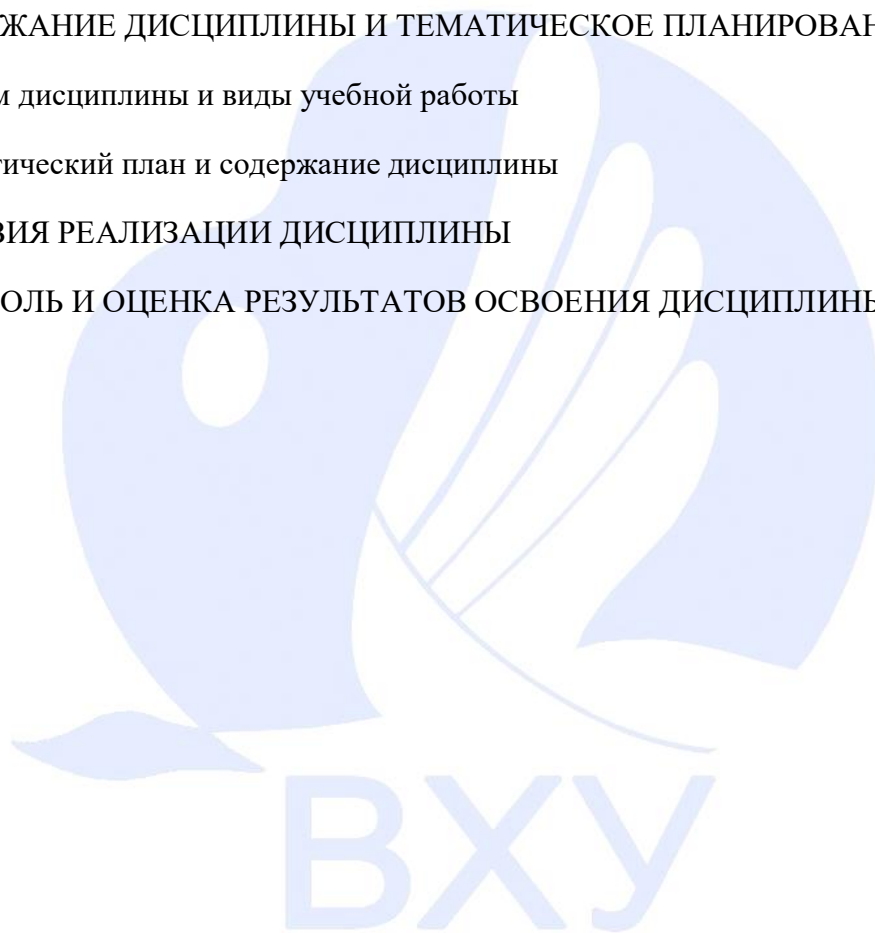 ЖАНИЕ ДИСЦИПЛИНЫ И ТЕМАТИЧЕСКОЕ ПЛАНИРОВАН
м дисциплины и виды учебной работы
тический план и содержание дисциплины
ВИЯ РЕАЛИЗАЦИИ ДИСЦИПЛИНЫ
ОЛЬ И ОЦЕНКА РЕЗУЛЬТАТОВ ОСВОЕНИЯ ДИСЦИПЛИНЫ
ВХУ